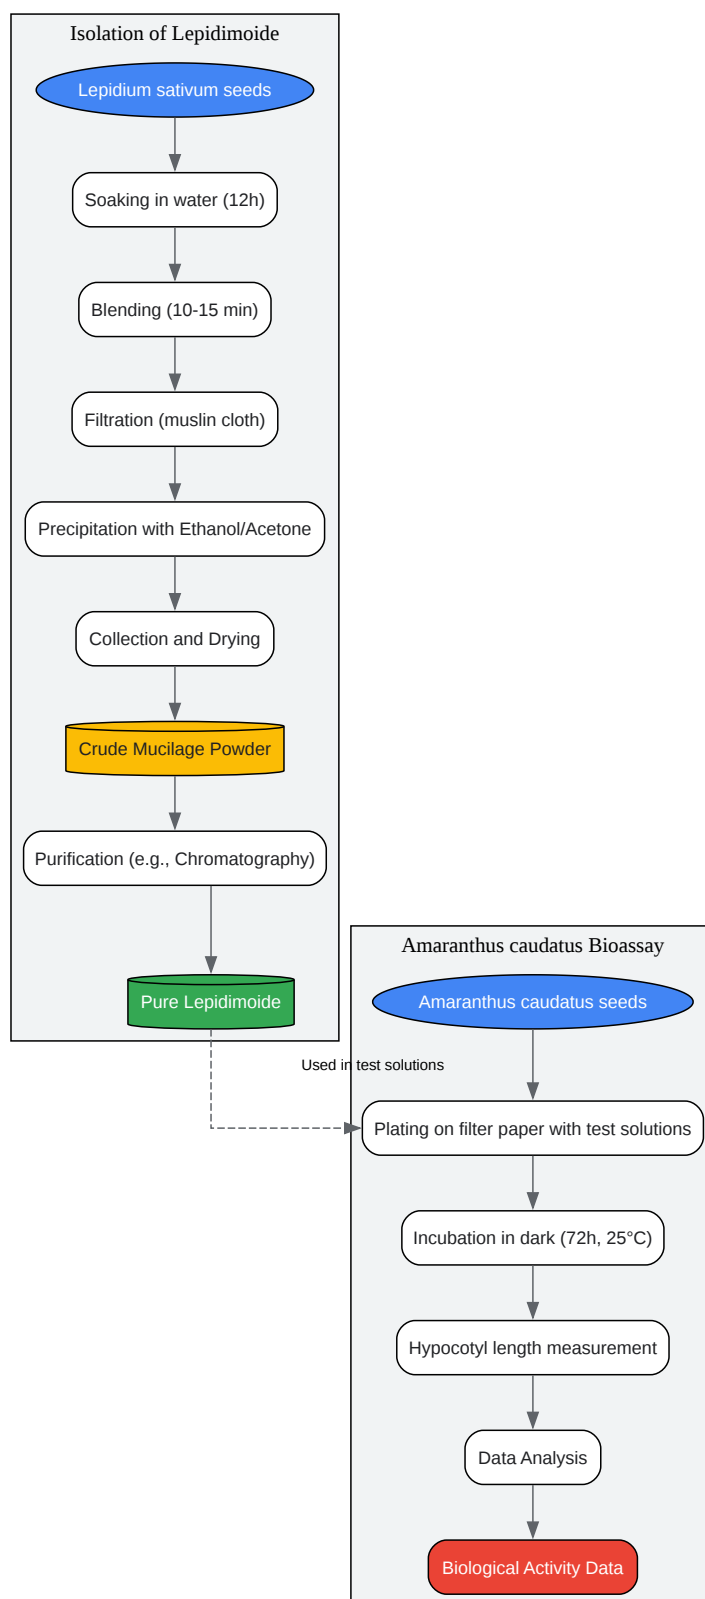 Isolation of Lepidimoide
Lepidium sativum seeds
Soaking in water (12h)
Blending (10-15 min)
Filtration (muslin cloth)
Precipitation with Ethanol/Acetone
Collection and Drying
Crude Mucilage Powder
Purification (e.g., Chromatography)
Pure Lepidimoide
Used in test solutions
Amaranthus caudatus Bioassay
Amaranthus caudatus seeds
Plating on filter paper with test solutions
Incubation in dark (72h, 25°C)
Hypocotyl length measurement
Data Analysis
Biological Activity Data